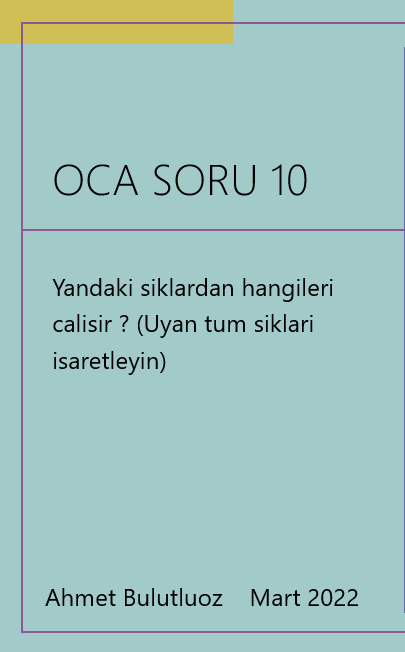 OCA SORU 10
Yandaki siklardan hangileri
calisir ? (Uyan tum siklari
isaretleyin)
Ahmet Bulutluoz Mart 2022